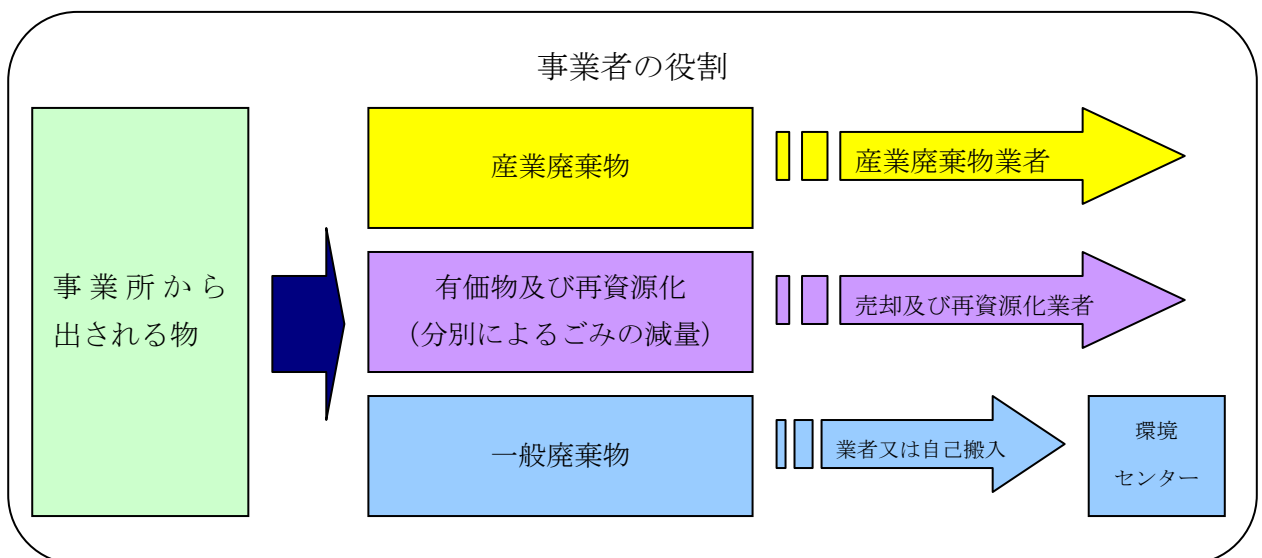 事業者の役割
事業所から
出される物
産業廃棄物
産業廃棄物業者
有価物及び再資源化
(分別によるごみの減量)
売却及び再資源化業者
一般廃棄物
業者又は自己搬入
環境
センター